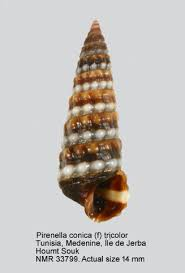 Pirenella conica (f) tricolor
Tunisia, Medenine, Ile de Jerba
Houmt Souk
NMR 33799. Actual size 14 mm